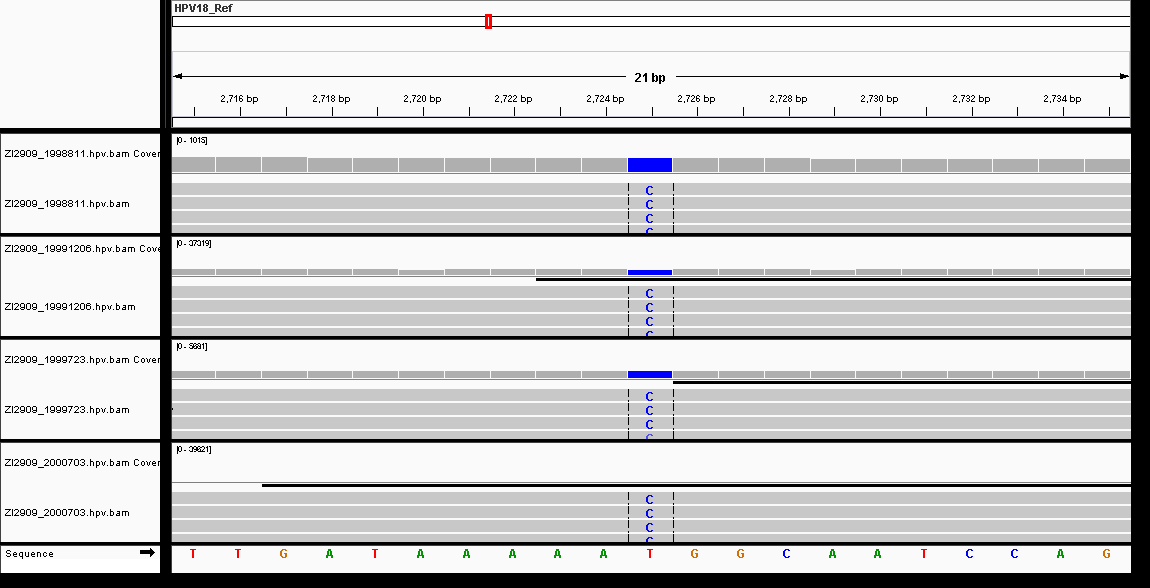 HPV18_Ref
21 bp
2,716 bp 2,718 bp 2,720 bp 2,722 bp 2,724 bp 2,726 bp 2,728 bp 2,730 bp 2,732 bp 2,734 bp
[0 - 1015]
ZI2909_1998811.hpv.bam Cover
ZI2909_1998811.hpv.bam
C
C
C
C
[0 - 37319]
ZI2909_19991206.hpv.bam Cove
ZI2909_19991206.hpv.bam
C
C
C
C
[0 - 5691]
ZI2909_1999723.hpv.bam Cover
ZI2909_1999723.hpv.bam
C
C
C
C
[0 - 39621]
ZI2909_2000703.hpv.bam Cover
ZI2909_2000703.hpv.bam
C
C
C
C
Sequence T T G A T A A A A A T G G C A A T C C A G